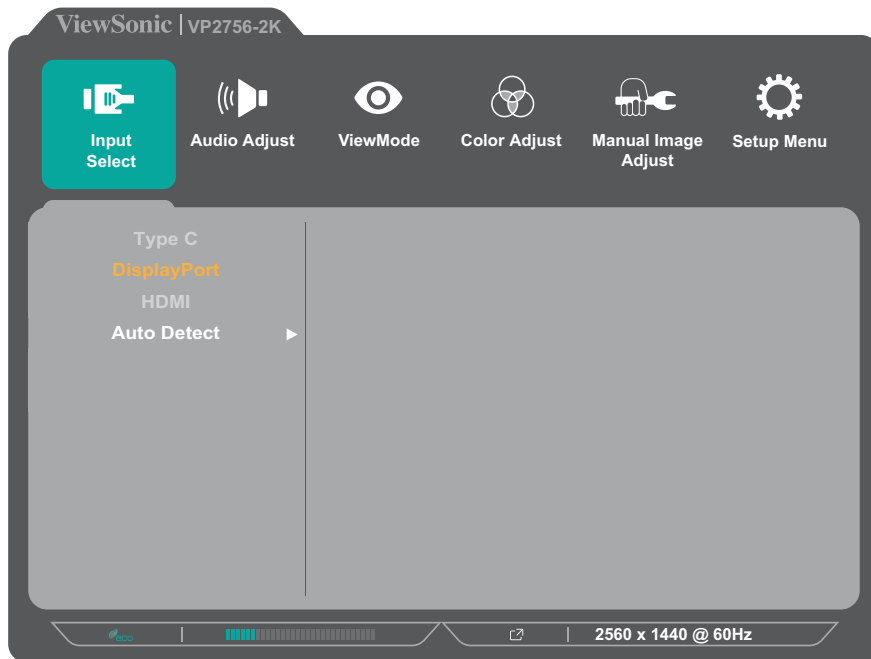 ViewSonic | VP2756-2K
Input Select
Audio Adjust
ViewMode
Color Adjust
Manual Image Adjust
Setup Menu
Type C
DisplayPort
HDMI
Auto Detect
eco
2560 x 1440 @ 60Hz